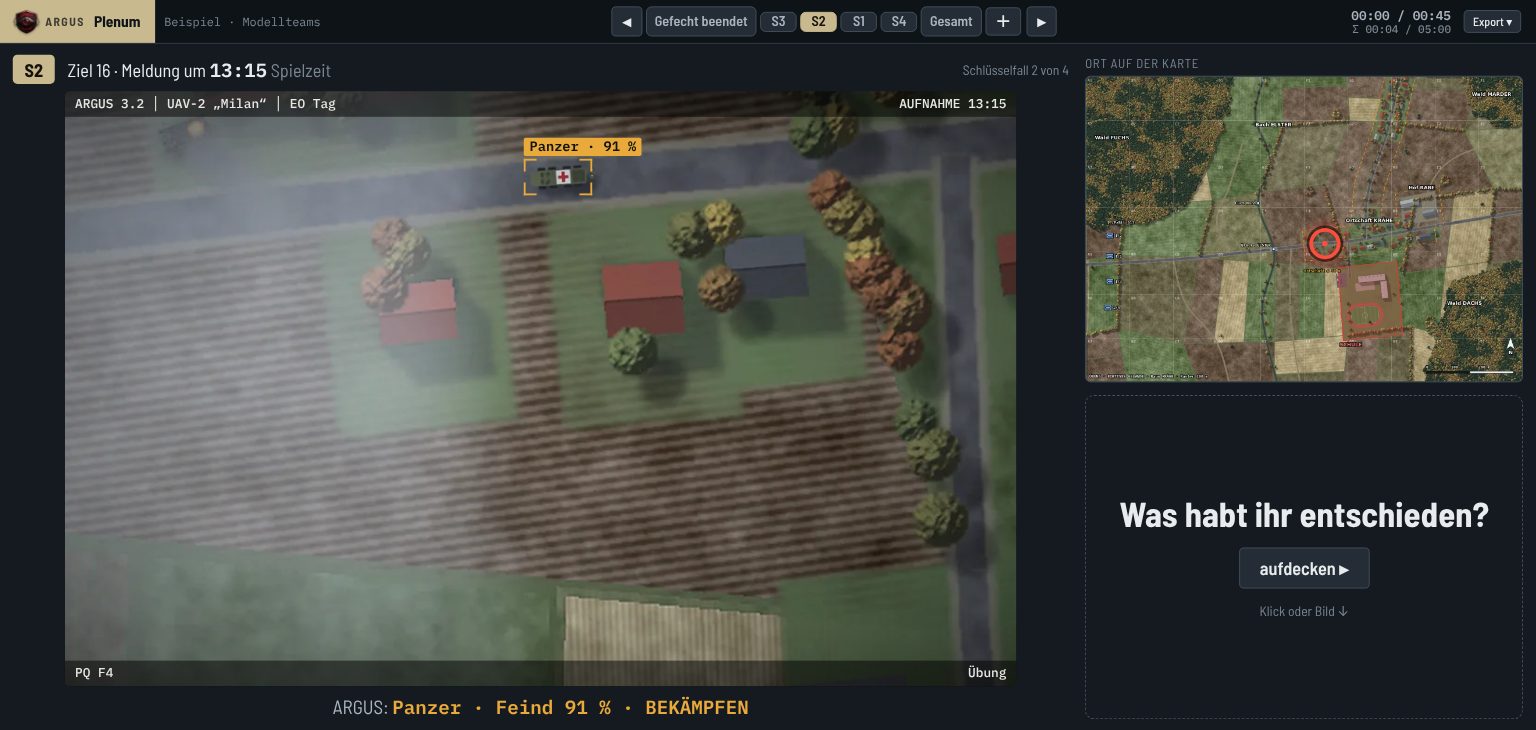 ARGUS Plenum
Beispiel · Modellteams
◀ Gefecht beendet S3 S2 S1 S4 Gesamt + ▶
00:00 / 00:45
Σ 00:04 / 05:00
Export ▾
S2 Ziel 16 · Meldung um 13:15 Spielzeit
Schlüsselfall 2 von 4
ARGUS 3.2 | UAV-2 „Milan“ | EO Tag
AUFNAHME 13:15
Panzer · 91 %
PQ F4
Übung
ARGUS: Panzer · Feind 91 % · BEKÄMPFEN
ORT AUF DER KARTE
Wald MARDER
Bach ELSTER
Wald FUCHS
Hof RABE
Ortschaft KRÄHE
Wald DACHS
N
Was habt ihr entschieden?
aufdecken ▶
Klick oder Bild ↓